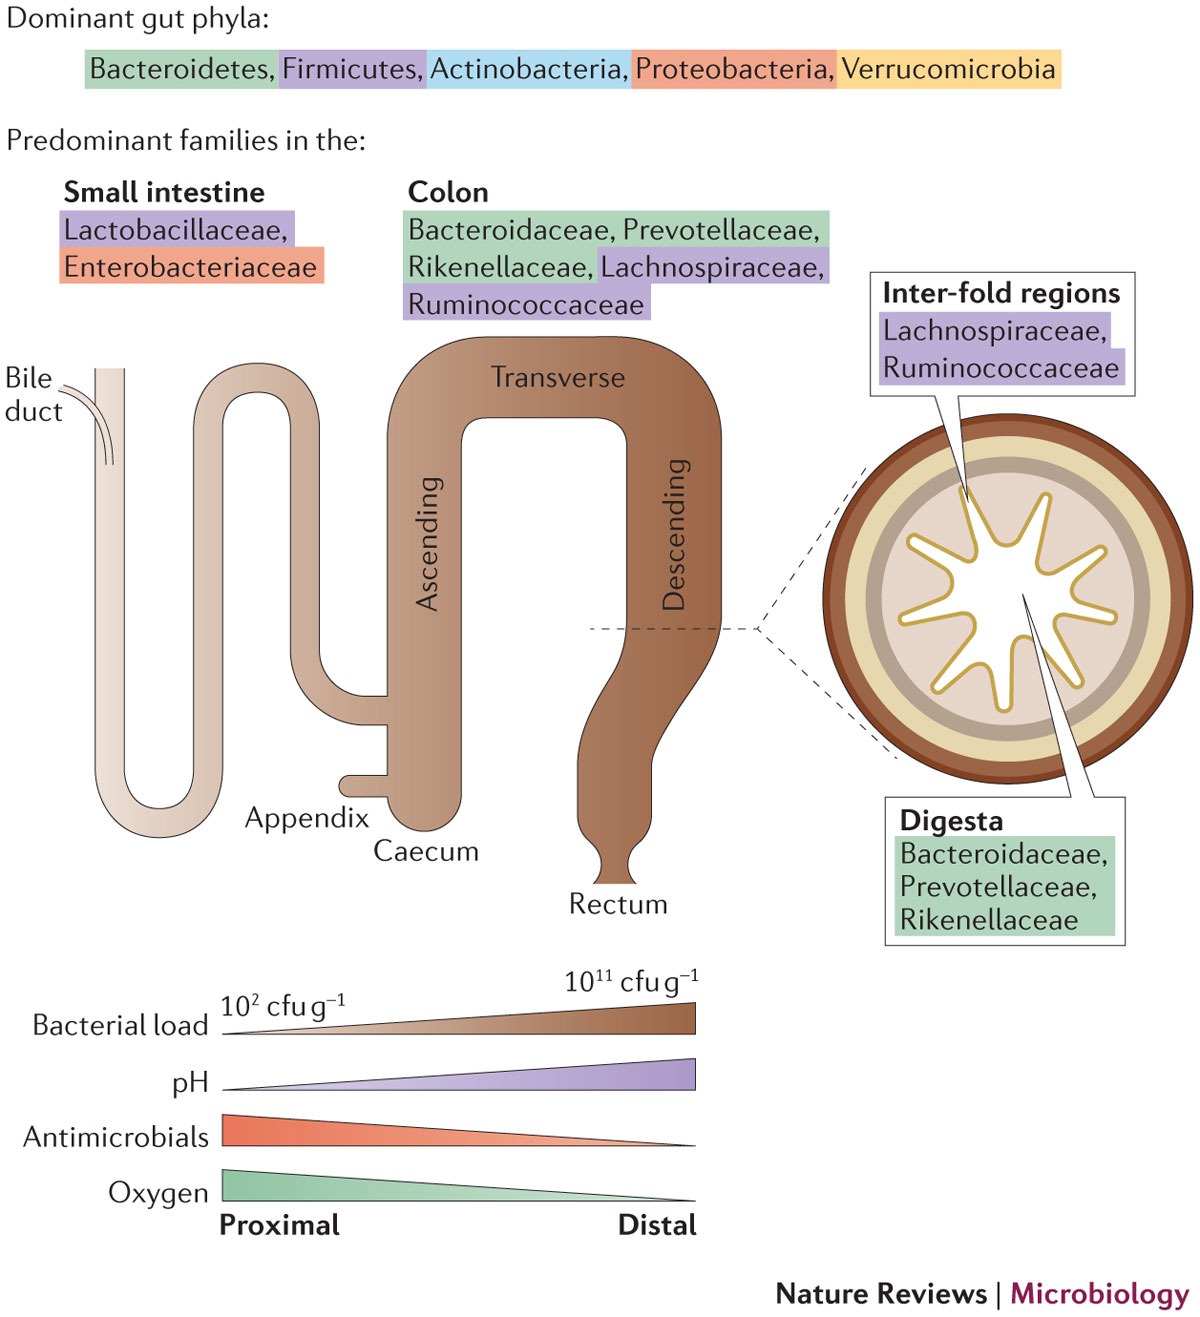 Dominant gut phyla:
Bacteroidetes, Firmicutes, Actinobacteria, Proteobacteria, Verrucomicrobia
Predominant families in the:
Small intestine
Lactobacillaceae,
Enterobacteriaceae
Colon
Bacteroidaceae, Prevotellaceae,
Rikenellaceae, Lachnospiraceae,
Ruminococcaceae
Inter-fold regions
Lachnospiraceae,
Ruminococcaceae
Bile
duct
Transverse
Ascending
Descending
Appendix
Caecum
Rectum
Digesta
Bacteroidaceae,
Prevotellaceae,
Rikenellaceae
10² cfu g⁻¹
10¹¹ cfu g⁻¹
Bacterial load
pH
Antimicrobials
Oxygen
Proximal
Distal
Nature Reviews | Microbiology